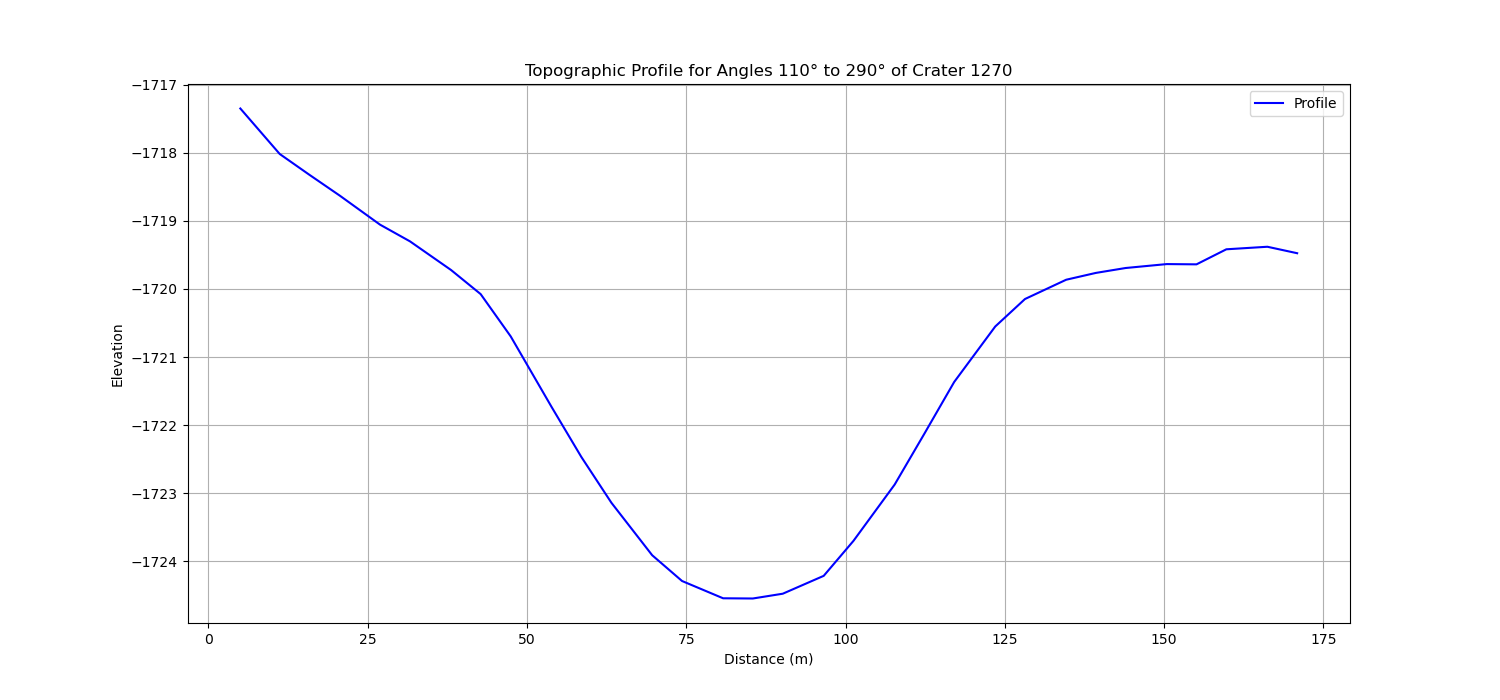 Topographic Profile for Angles 110° to 290° of Crater 1270
Profile
−1717
−1718
−1719
−1720
−1721
−1722
−1723
−1724
Elevation
0 25 50 75 100 125 150 175
Distance (m)